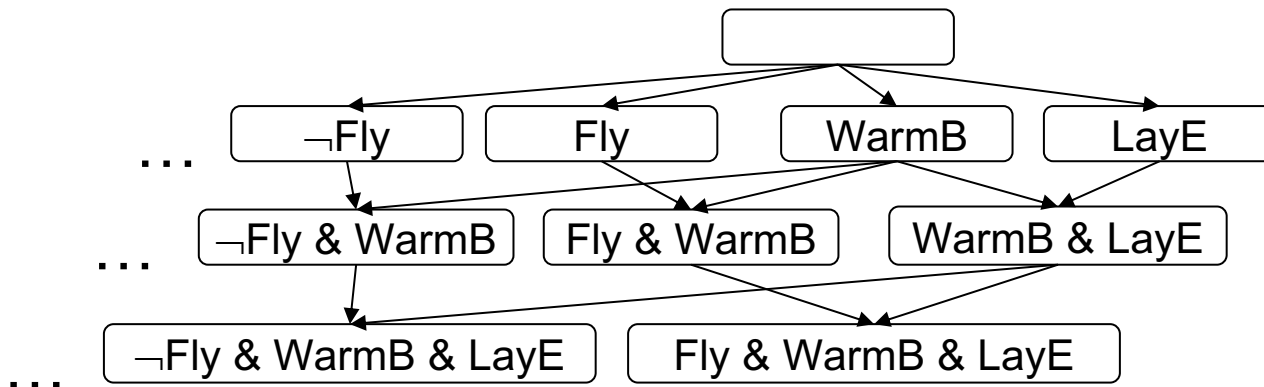 ... ¬Fly Fly WarmB LayE
... ¬Fly & WarmB Fly & WarmB WarmB & LayE
... ¬Fly & WarmB & LayE Fly & WarmB & LayE